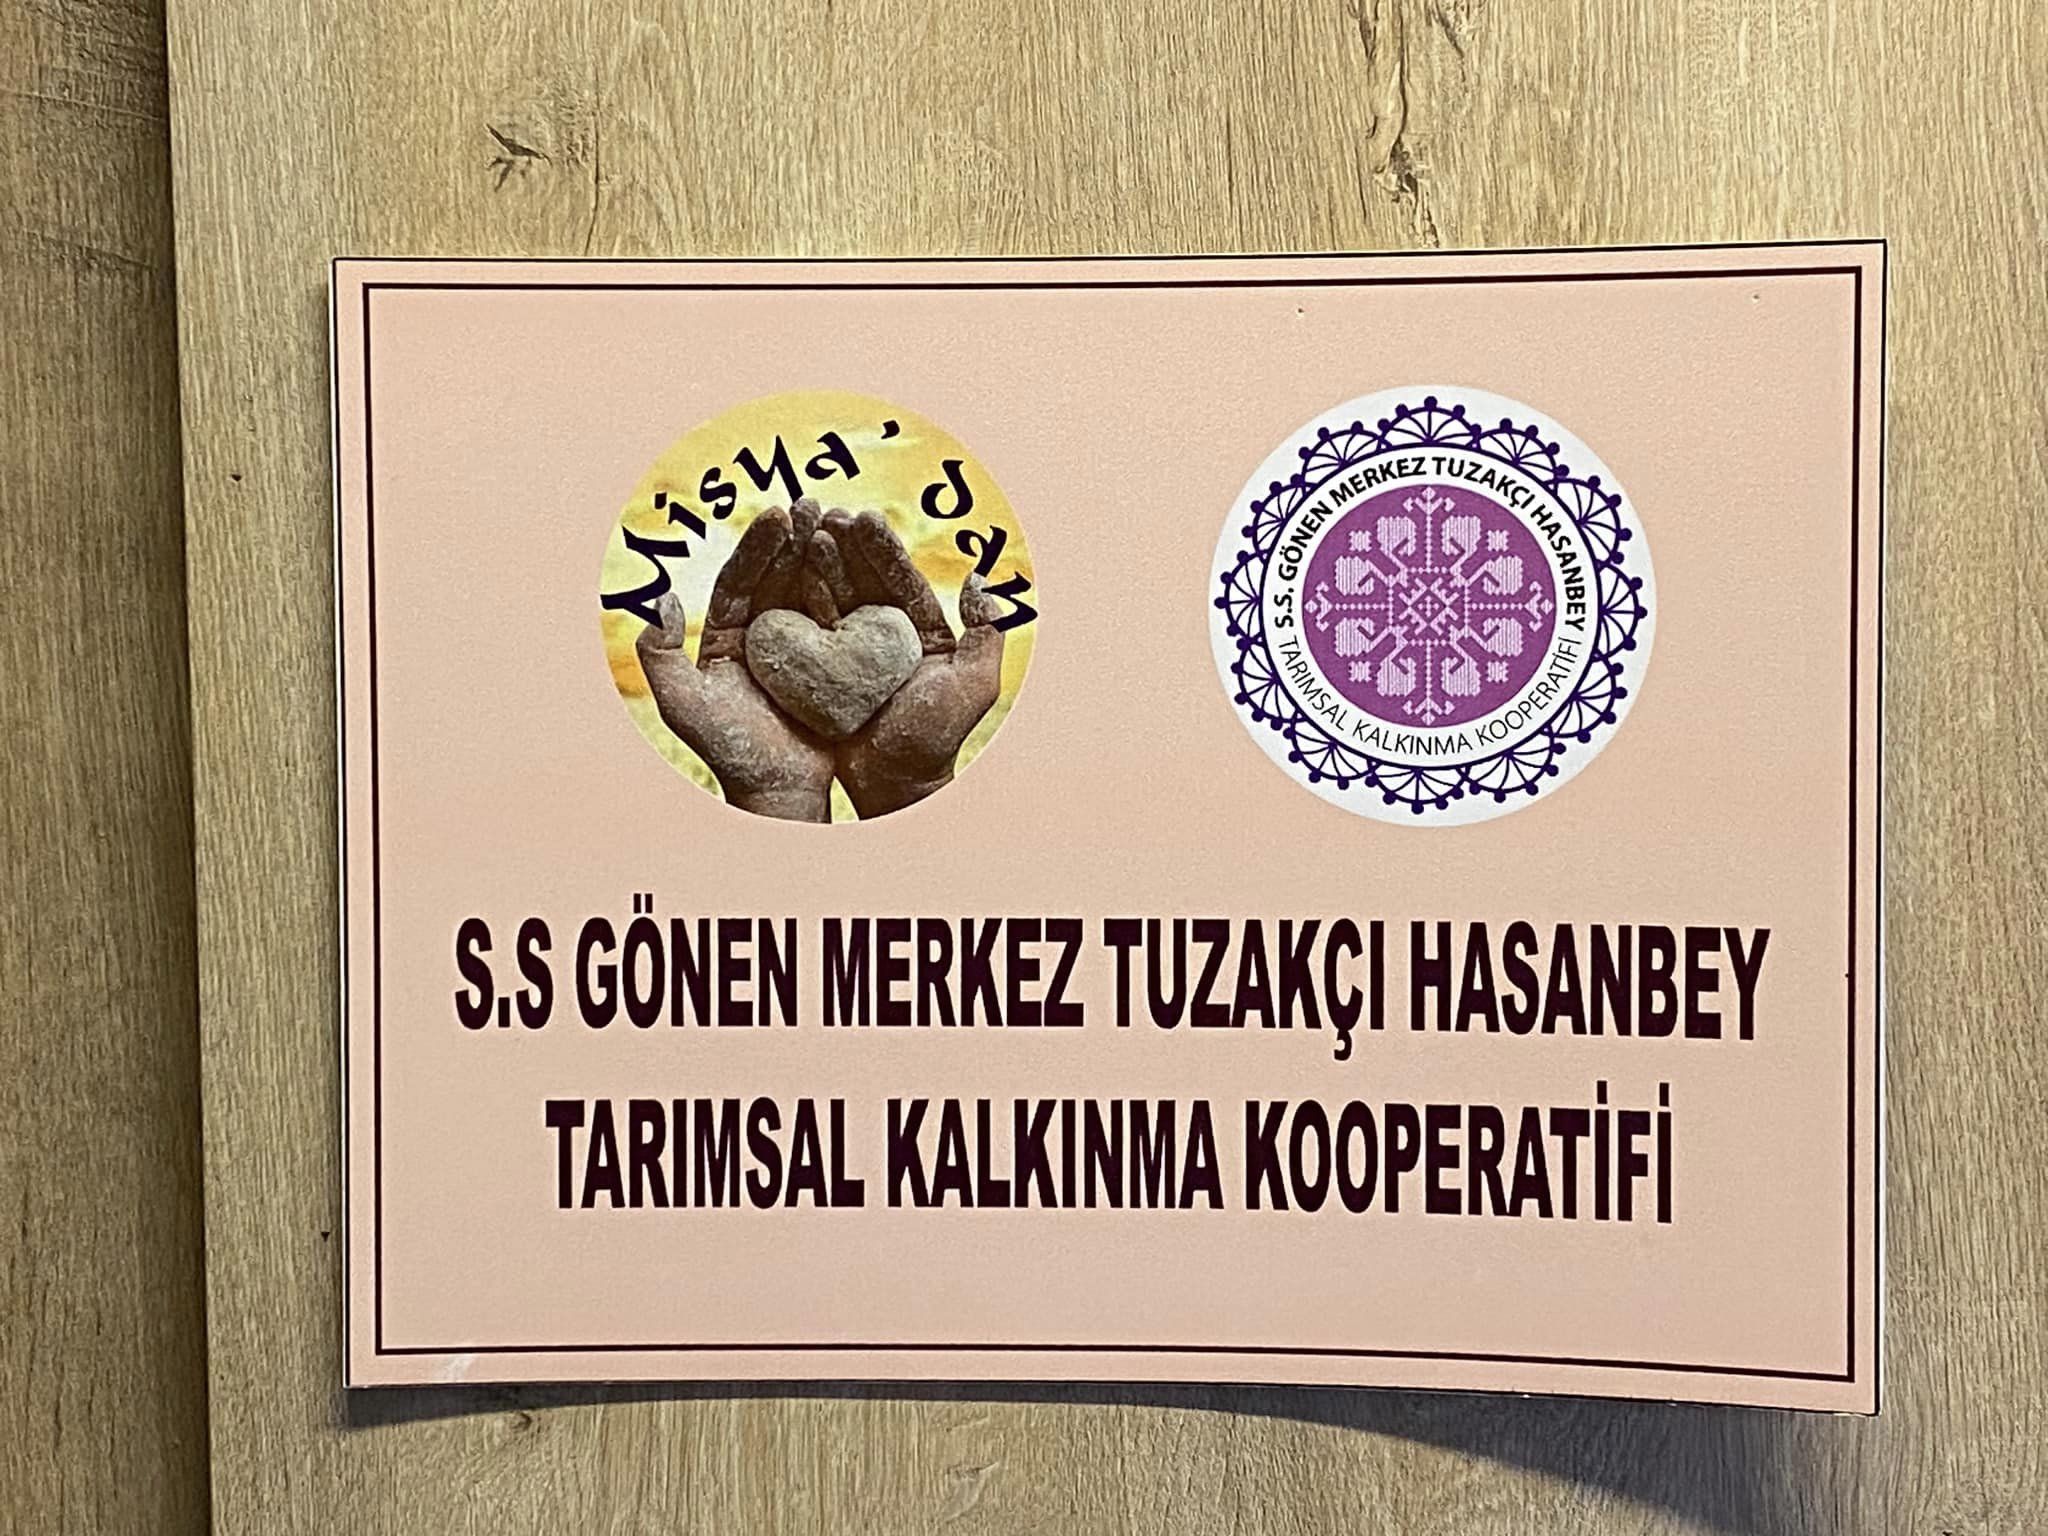 Misya'dan
S.S. GÖNEN MERKEZ TUZAKÇI HASANBEY
TARIMSAL KALKINMA KOOPERATİFİ
S.S GÖNEN MERKEZ TUZAKÇI HASANBEY
TARIMSAL KALKINMA KOOPERATİFİ